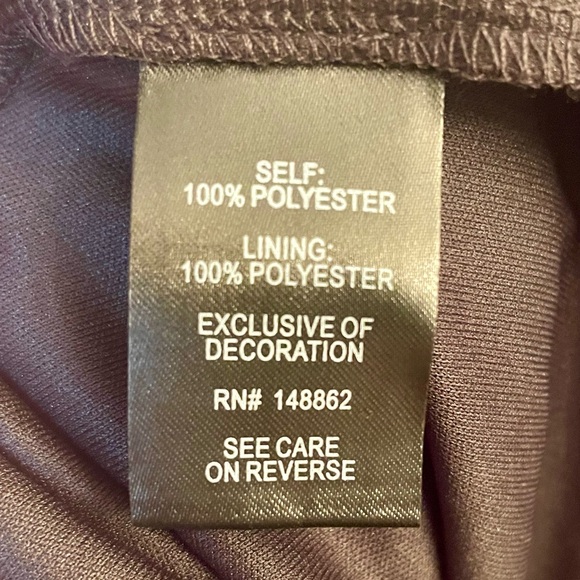 SELF:
100% POLYESTER
LINING:
100% POLYESTER
EXCLUSIVE OF
DECORATION
RN# 148862
SEE CARE
ON REVERSE